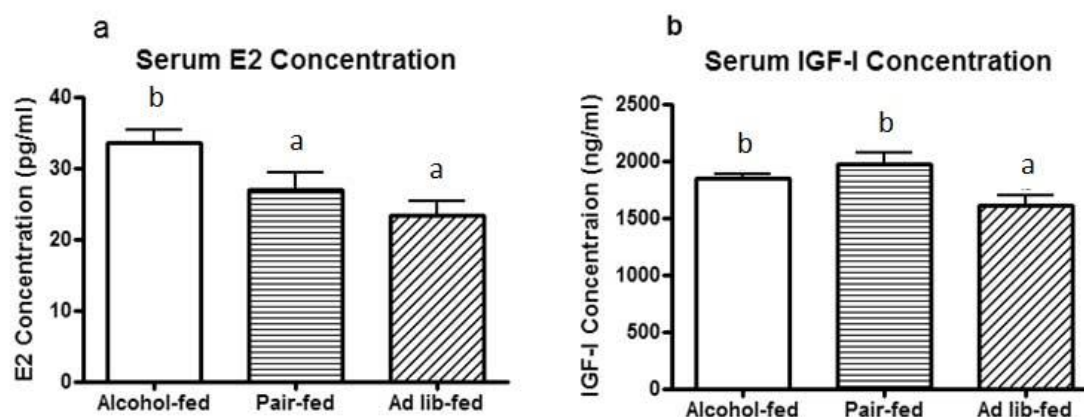 a
Serum E2 Concentration
E2 Concentration (pg/ml)
40
30
20
10
0
b
a
a
Alcohol-fed
Pair-fed
Ad lib-fed
b
Serum IGF-I Concentration
IGF-I Concentraion (ng/ml)
2500
2000
1500
1000
500
0
b
b
a
Alcohol-fed
Pair-fed
Ad lib-fed